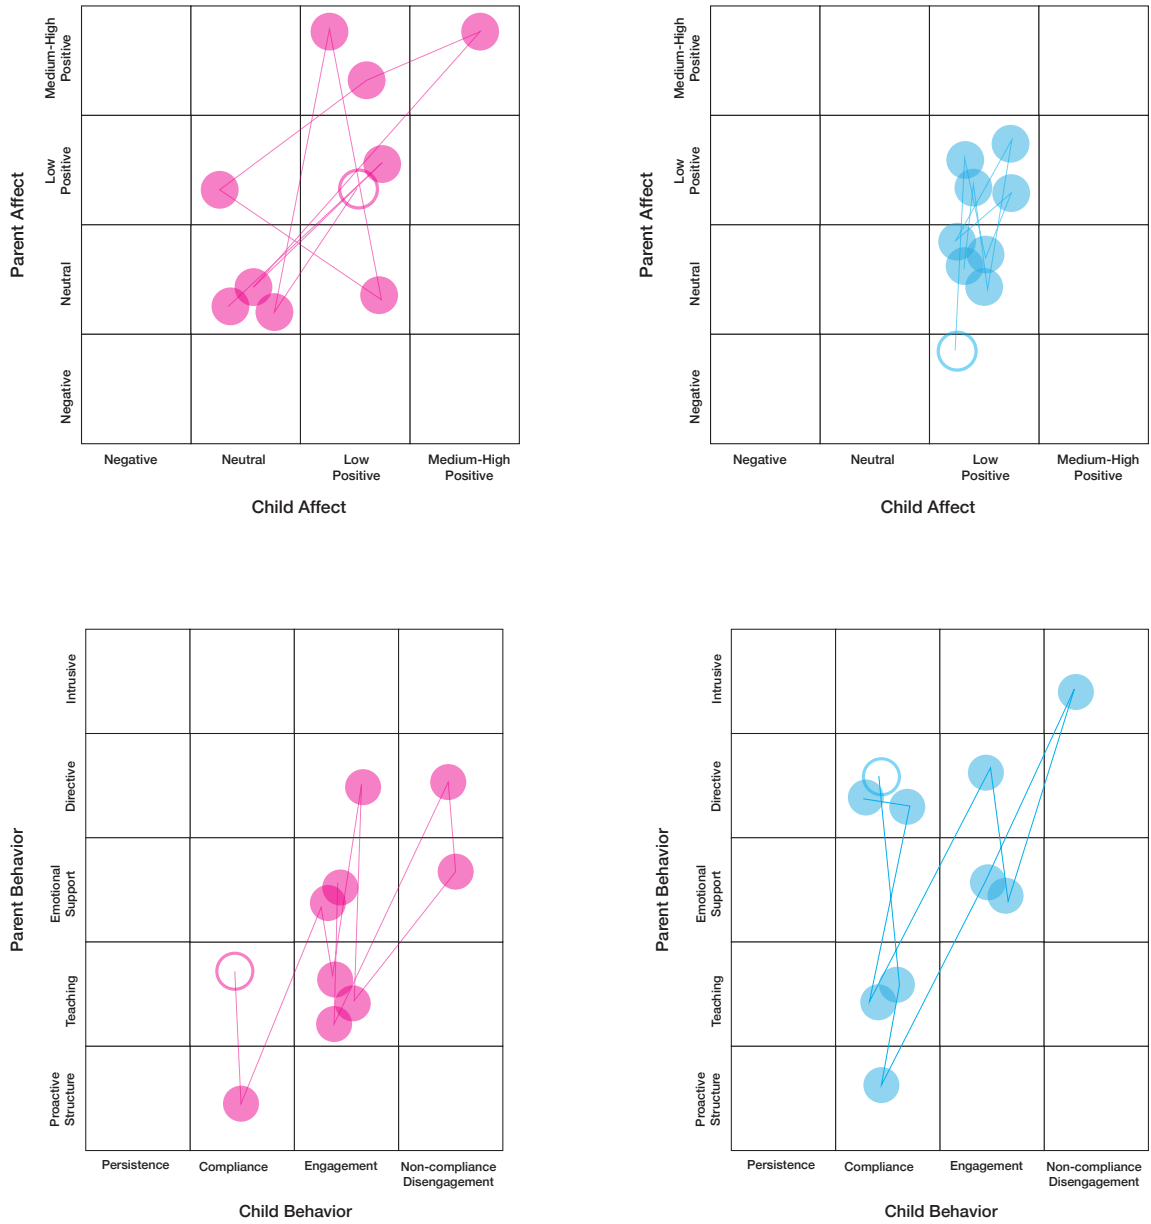 Medium-High
Positive
Low
Positive
Neutral
Negative
Parent Affect
Negative
Neutral
Low
Positive
Medium-High
Positive
Child Affect
Medium-High
Positive
Low
Positive
Neutral
Negative
Parent Affect
Negative
Neutral
Low
Positive
Medium-High
Positive
Child Affect
Intrusive
Directive
Emotional
Support
Teaching
Proactive
Structure
Parent Behavior
Persistence
Compliance
Engagement
Non-compliance
Disengagement
Child Behavior
Intrusive
Directive
Emotional
Support
Teaching
Proactive
Structure
Parent Behavior
Persistence
Compliance
Engagement
Non-compliance
Disengagement
Child Behavior